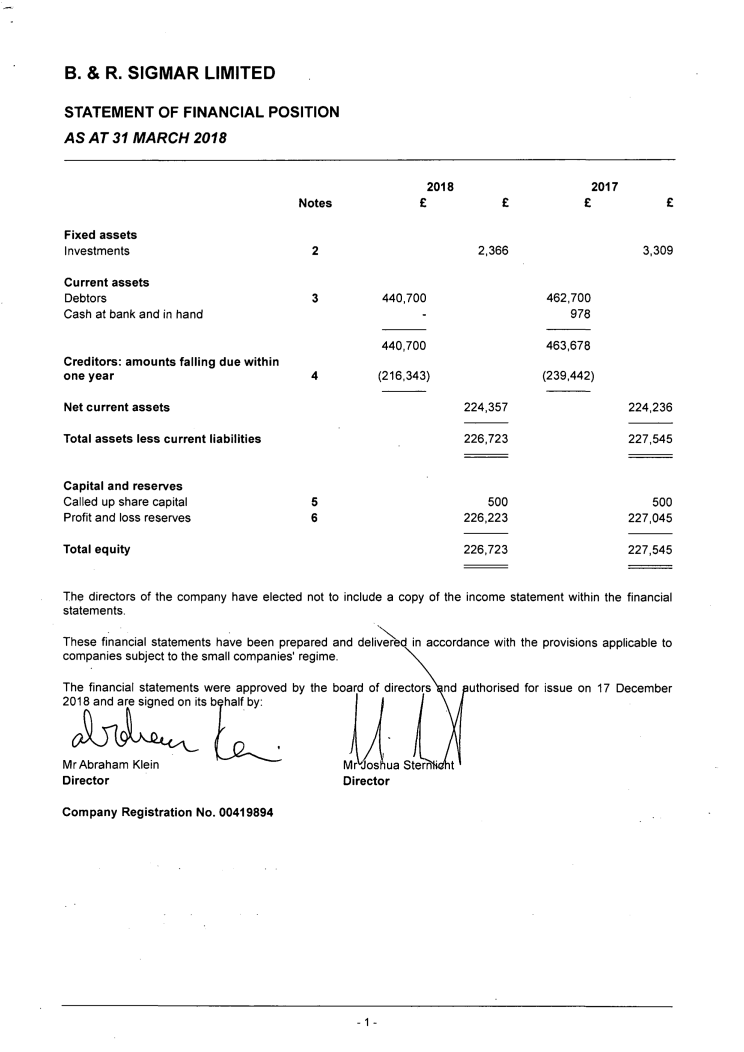 B. & R. SIGMAR LIMITED
STATEMENT OF FINANCIAL POSITION
AS AT 31 MARCH 2018
2018 2017
Notes £ £ £ £
Fixed assets
Investments 2 2,366 3,309
Current assets
Debtors 3 440,700 462,700
Cash at bank and in hand - 978
440,700 463,678
Creditors: amounts falling due within
one year 4 (216,343) (239,442)
Net current assets 224,357 224,236
Total assets less current liabilities 226,723 227,545
Capital and reserves
Called up share capital 5 500 500
Profit and loss reserves 6 226,223 227,045
Total equity 226,723 227,545
The directors of the company have elected not to include a copy of the income statement within the financial
statements.
These financial statements have been prepared and delivered in accordance with the provisions applicable to
companies subject to the small companies' regime.
The financial statements were approved by the board of directors and authorised for issue on 17 December
2018 and are signed on its behalf by:
Mr Abraham Klein Mr Joshua Sternlicht
Director Director
Company Registration No. 00419894
- 1 -